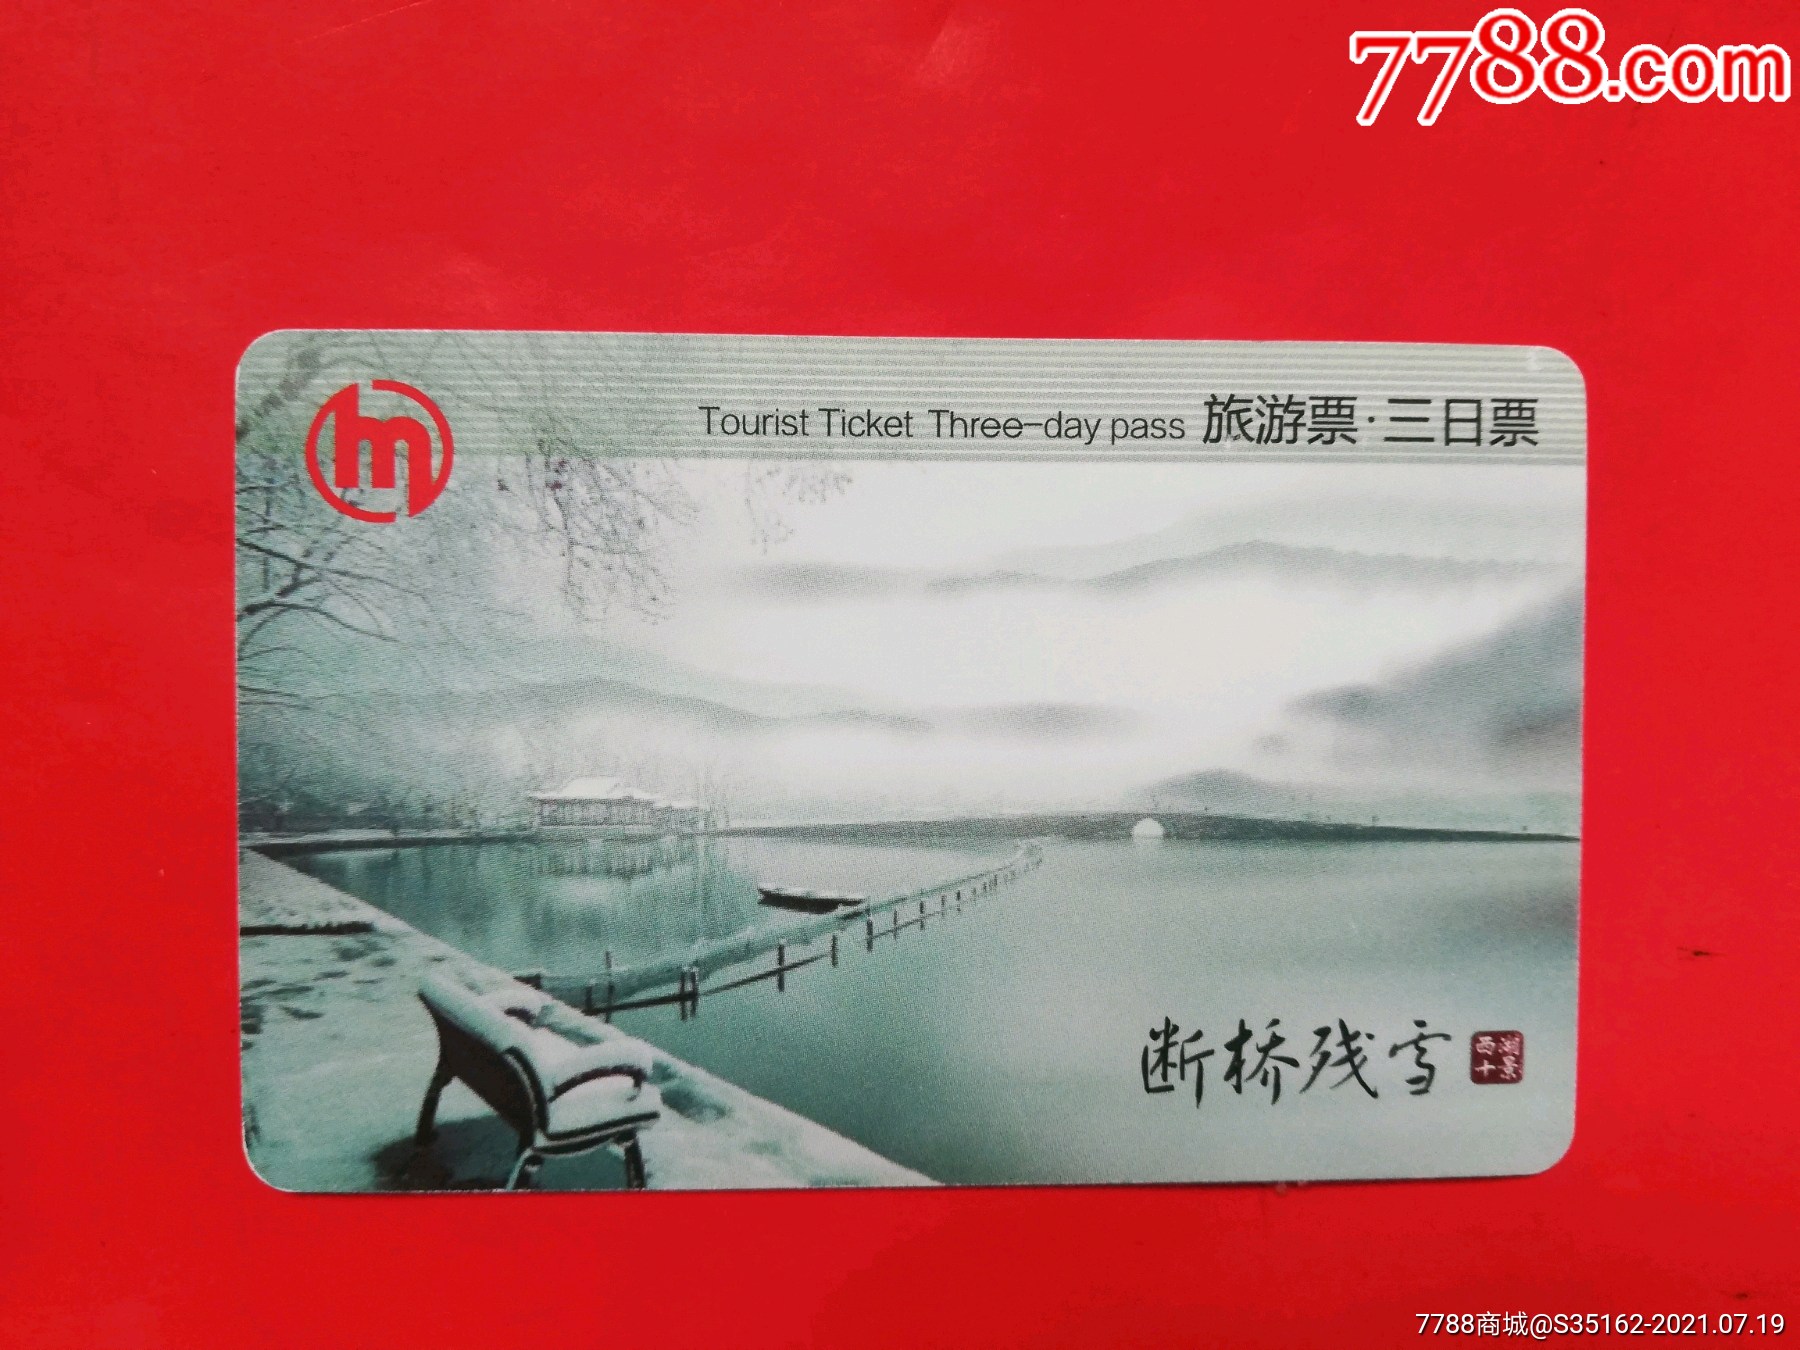 7788.com
Tourist Ticket Three-day pass 旅游票·三日票
断桥残雪
西湖
十景
7788商城@S35162-2021.07.19